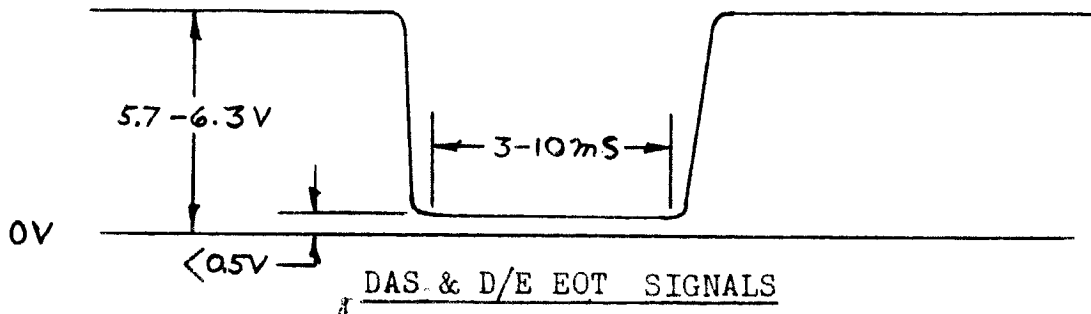 5.7-6.3V
3-10mS
0V
<0.5V
DAS & D/E EOT SIGNALS